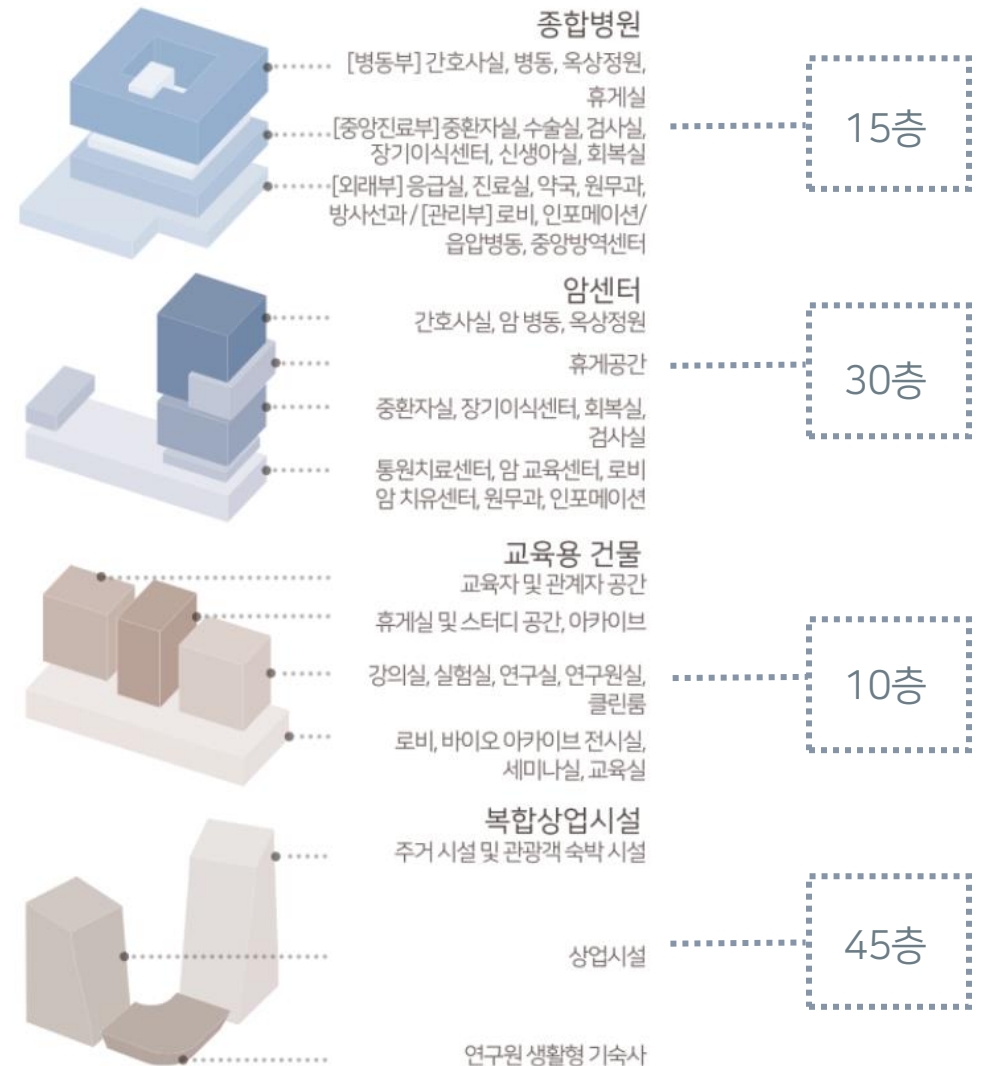 종합병원
[병동부] 간호사실, 병동, 옥상정원,
휴게실
[중앙진료부] 중환자실, 수술실, 검사실,
장기이식센터, 신생아실, 회복실
[외래부] 응급실, 진료실, 약국, 원무과,
방사선과 / [관리부] 로비, 인포메이션/
읍압병동, 중앙방역센터
15층
암센터
간호사실, 암 병동, 옥상정원
휴게공간
중환자실, 장기이식센터, 회복실,
검사실
통원치료센터, 암 교육센터, 로비
암 치유센터, 원무과, 인포메이션
30층
교육용 건물
교육자 및 관계자 공간
휴게실 및 스터디 공간, 아카이브
강의실, 실험실, 연구실, 연구원실,
클린룸
로비, 바이오 아카이브 전시실,
세미나실, 교육실
10층
복합상업시설
주거 시설 및 관광객 숙박 시설
상업시설
연구원 생활형 기숙사
45층